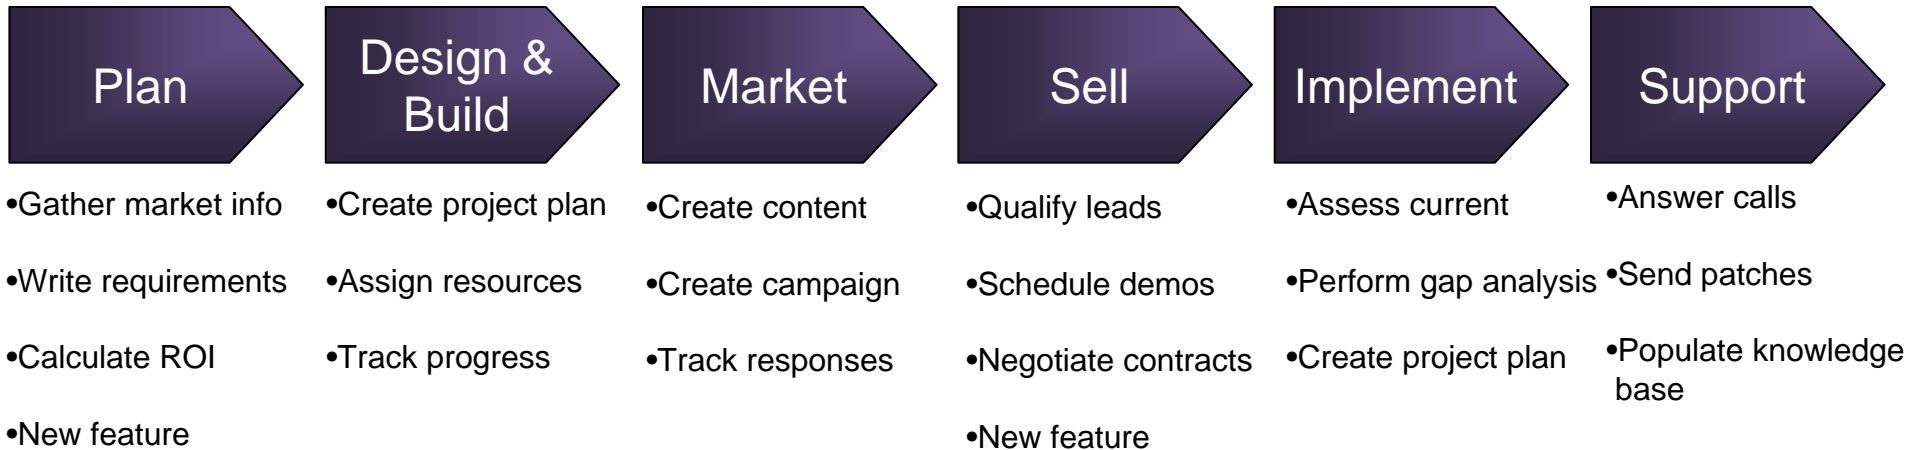 Plan
Design &
Build
Market
Sell
Implement
Support
•Gather market info
•Write requirements
•Calculate ROI
•New feature
•Create project plan
•Assign resources
•Track progress
•Create content
•Create campaign
•Track responses
•Qualify leads
•Schedule demos
•Negotiate contracts
•New feature
•Assess current
•Perform gap analysis
•Create project plan
•Answer calls
•Send patches
•Populate knowledge
base